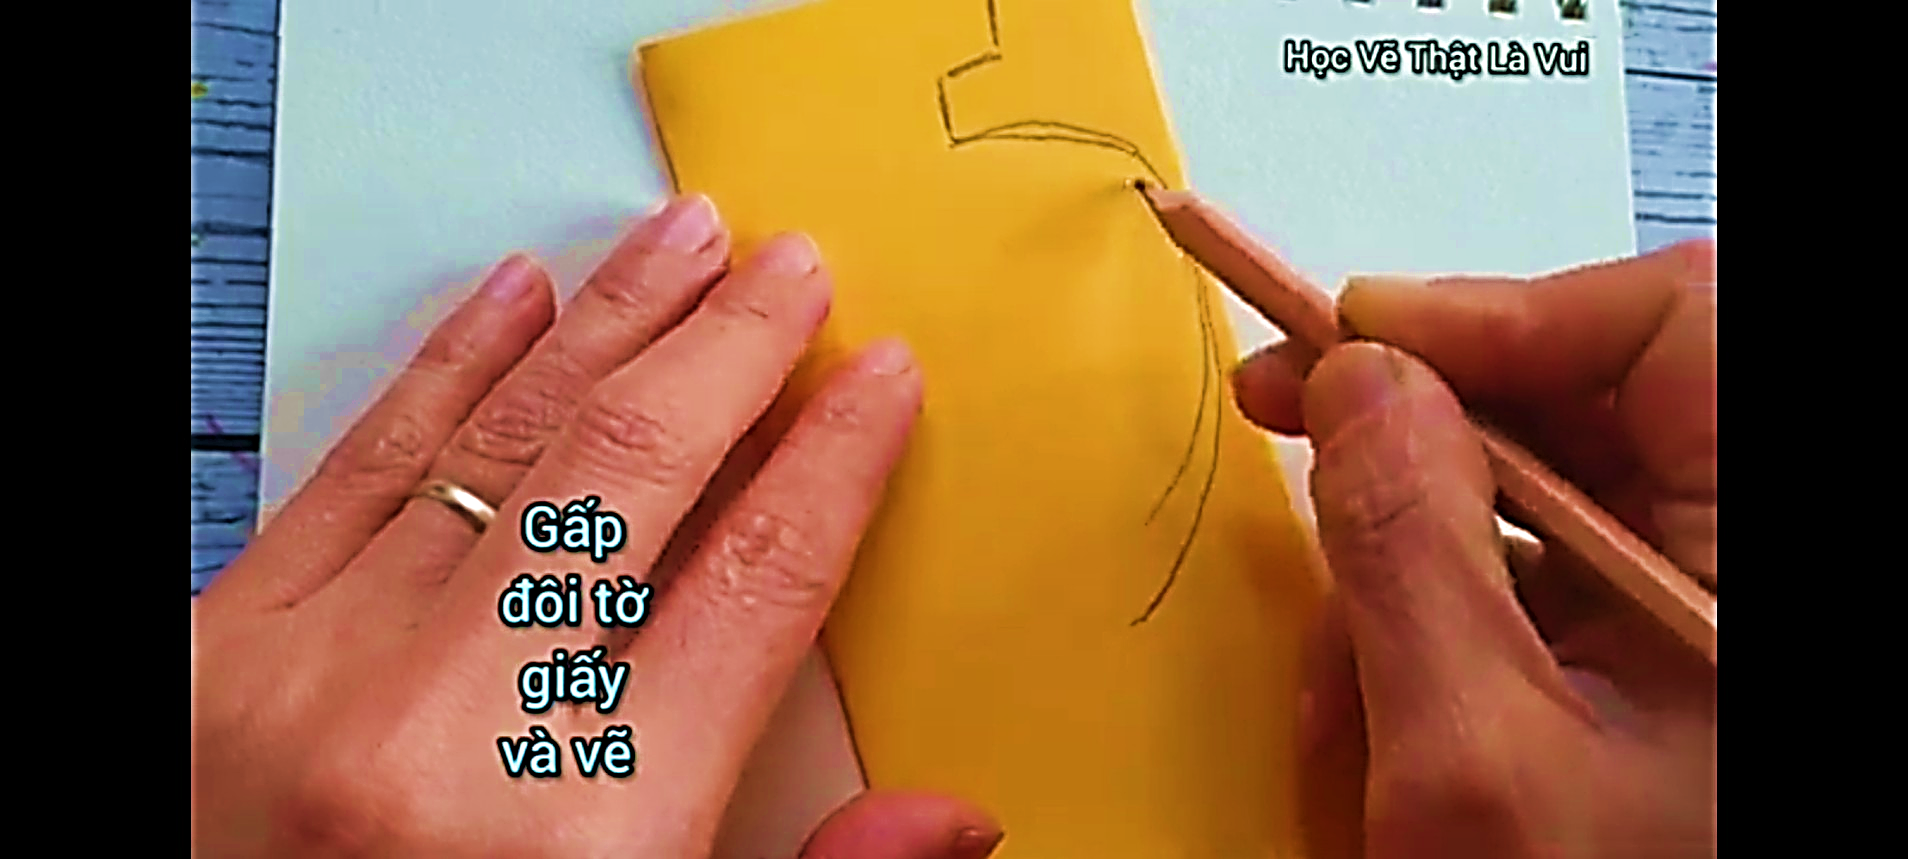 Học Vẽ Thật Là Vui
Gấp
đôi tờ
giấy
và vẽ